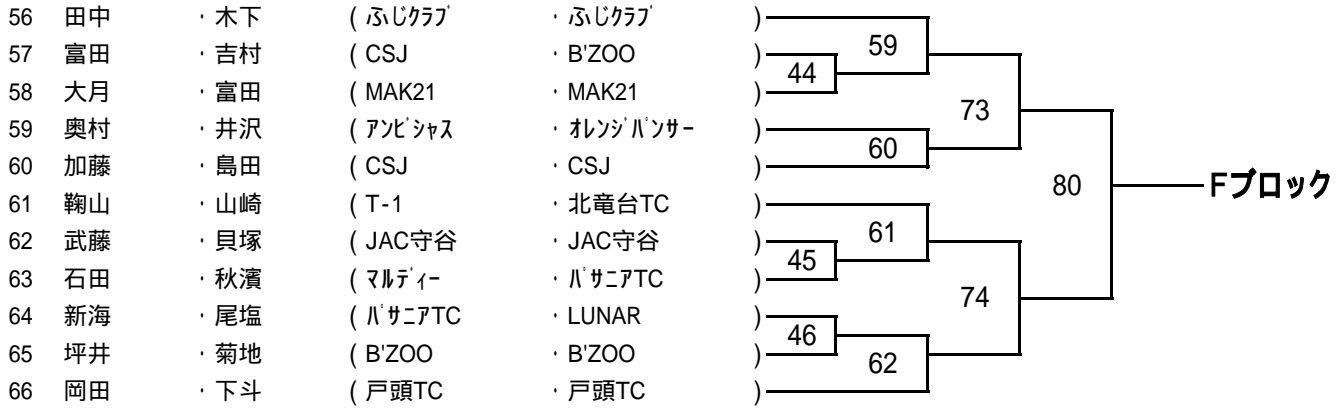 56 田中 ・木下 ( ふじｸﾗﾌﾞ ・ふじｸﾗﾌﾞ )
59
57 富田 ・吉村 ( CSJ ・B'ZOO )
44
58 大月 ・富田 ( MAK21 ・MAK21 )
73
59 奥村 ・井沢 ( ｱﾝﾋﾞｼｬｽ ・ｵﾚﾝｼﾞﾊﾟﾝｻｰ )
60
60 加藤 ・島田 ( CSJ ・CSJ )
80 Fブロック
61 鞠山 ・山崎 ( T-1 ・北竜台TC )
61
62 武藤 ・貝塚 ( JAC守谷 ・JAC守谷 )
45
63 石田 ・秋濱 ( ﾏﾙﾃﾞｨｰ ・ﾊﾞｻﾆｱTC )
74
64 新海 ・尾塩 ( ﾊﾞｻﾆｱTC ・LUNAR )
46
65 坪井 ・菊地 ( B'ZOO ・B'ZOO )
62
66 岡田 ・下斗 ( 戸頭TC ・戸頭TC )